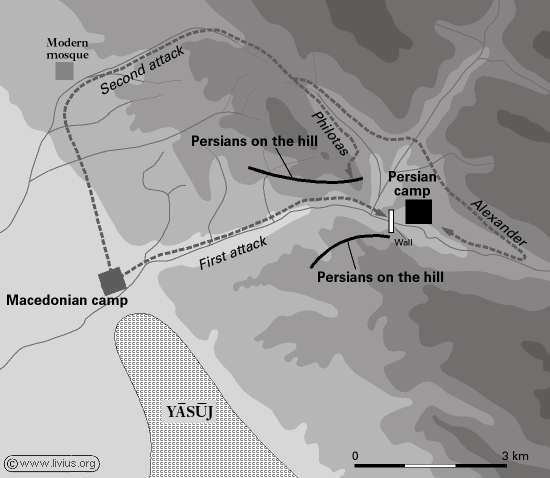 Modern
mosque
Second attack
Philotas
Persians on the hill
Persian
camp
Alexander
Wall
First attack
Persians on the hill
Macedonian camp
YĀSŪJ
0 3 km
©www.livius.org